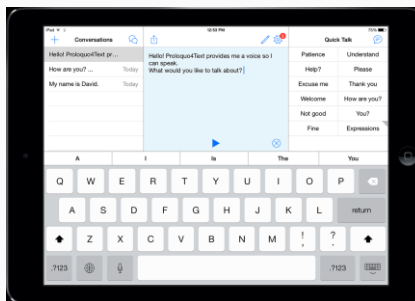 iPad
12:53 PM
75%
Conversations
Quick Talk
Hello! Proloquo4Text pr...
How are you? ... Today
My name is David. Today
Hello! Proloquo4Text provides me a voice so I
can speak.
What would you like to talk about?
Patience Understand
Help? Please
Excuse me Thank you
Welcome How are you?
Not good You?
Fine Expressions
A I Is The You
Q W E R T Y U I O P
A S D F G H J K L return
Z X C V B N M ! , ? .
.?123 .?123